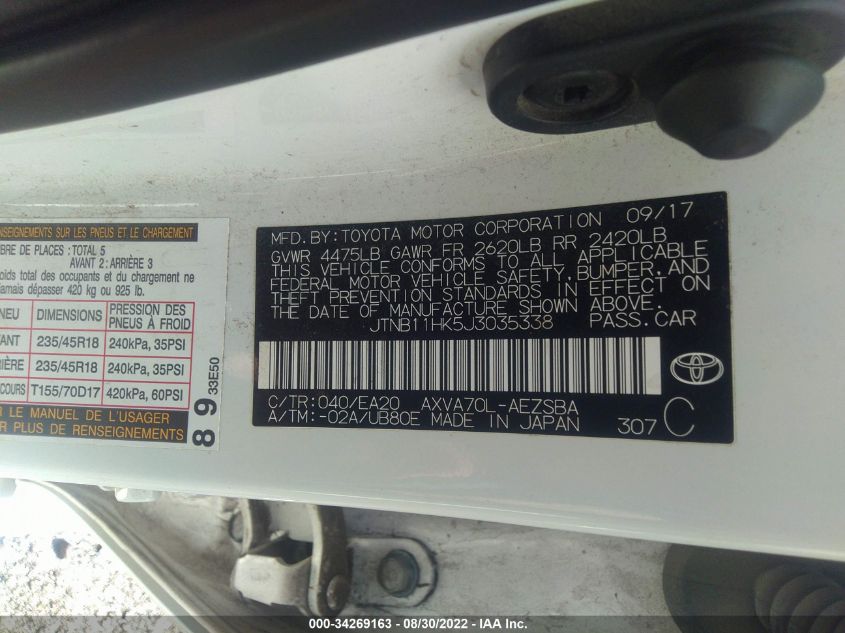 ENSEIGNEMENTS SUR LES PNEUS ET LE CHARGEMENT
BRE DE PLACES : TOTAL 5
AVANT 2 : ARRIÈRE 3
oids total des occupants et du chargement ne
jamais dépasser 420 kg ou 925 lb.
NEU DIMENSIONS PRESSION DES PNEUS À FROID
ANT 235/45R18 240kPa, 35PSI
RIÈRE 235/45R18 240kPa, 35PSI
COURS T155/70D17 420kPa, 60PSI
R LE MANUEL DE L'USAGER
R PLUS DE RENSEIGNEMENTS
89 33E50
MFD.BY:TOYOTA MOTOR CORPORATION 09/17
GVWR 4475LB GAWR FR 2620LB RR 2420LB
THIS VEHICLE CONFORMS TO ALL APPLICABLE
FEDERAL MOTOR VEHICLE SAFETY,BUMPER,AND
THEFT PREVENTION STANDARDS IN EFFECT ON
THE DATE OF MANUFACTURE SHOWN ABOVE.
JTNB11HK5J3035338 PASS.CAR
C/TR:040/EA20 AXVA70L-AEZSBA
A/TM:-02A/UB80E MADE IN JAPAN 307 C
TOYOTA
000-34269163 - 08/30/2022 - IAA Inc.